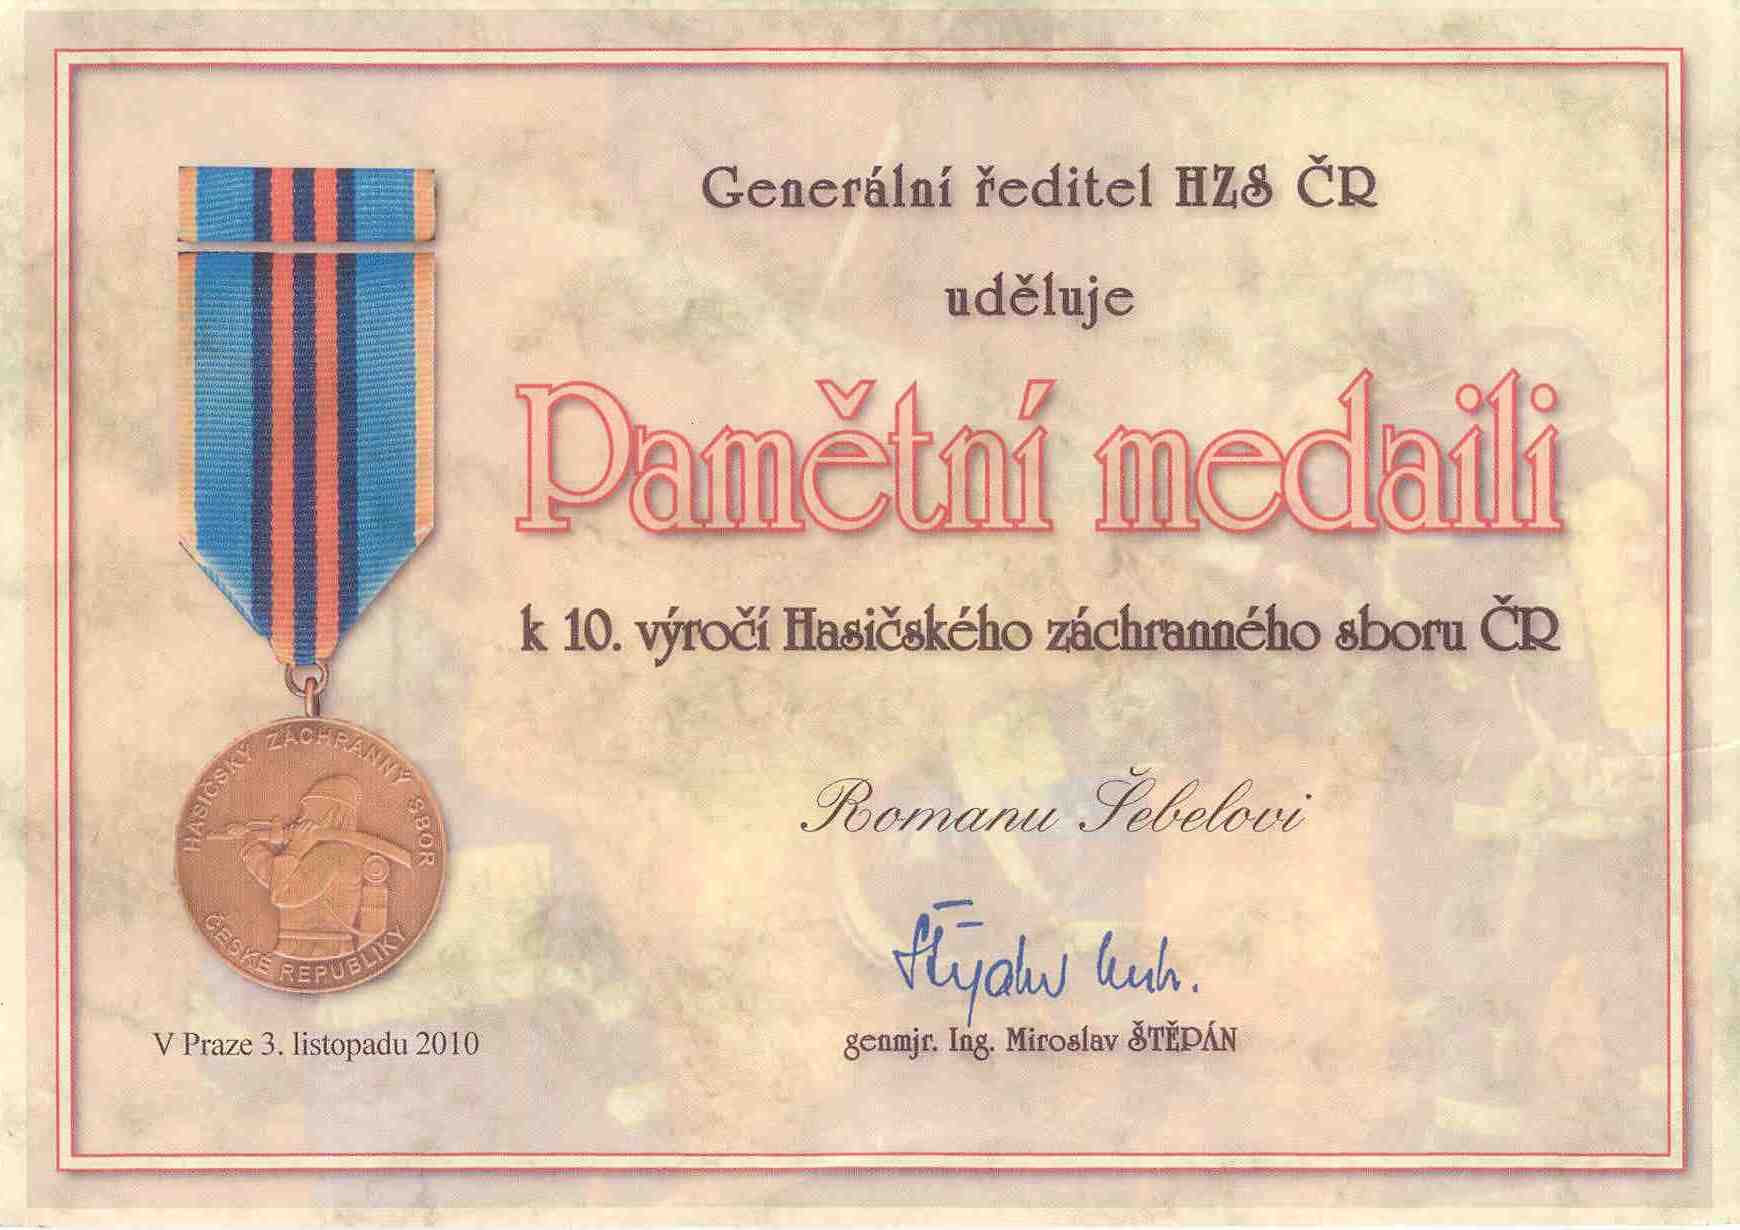 Generální ředitel HZS ČR
uděluje
Pamětní medaili
k 10. výročí Hasičského záchranného sboru ČR
Romanu Šebelovi
HASIČSKÝ ZÁCHRANNÝ SBOR
ČESKÉ REPUBLIKY
V Praze 3. listopadu 2010
genmjr. Ing. Miroslav ŠTĚPÁN